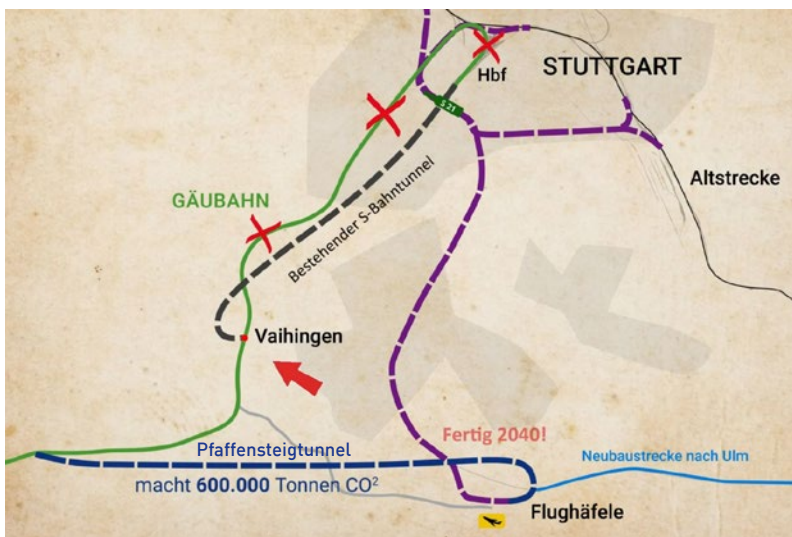 STUTTGART
Hbf
S 21
Altstrecke
GÄUBAHN
Bestehender S-Bahntunnel
Vaihingen
Fertig 2040!
Pfaffensteigtunnel
Neubaustrecke nach Ulm
macht 600.000 Tonnen CO²
Flughäfele